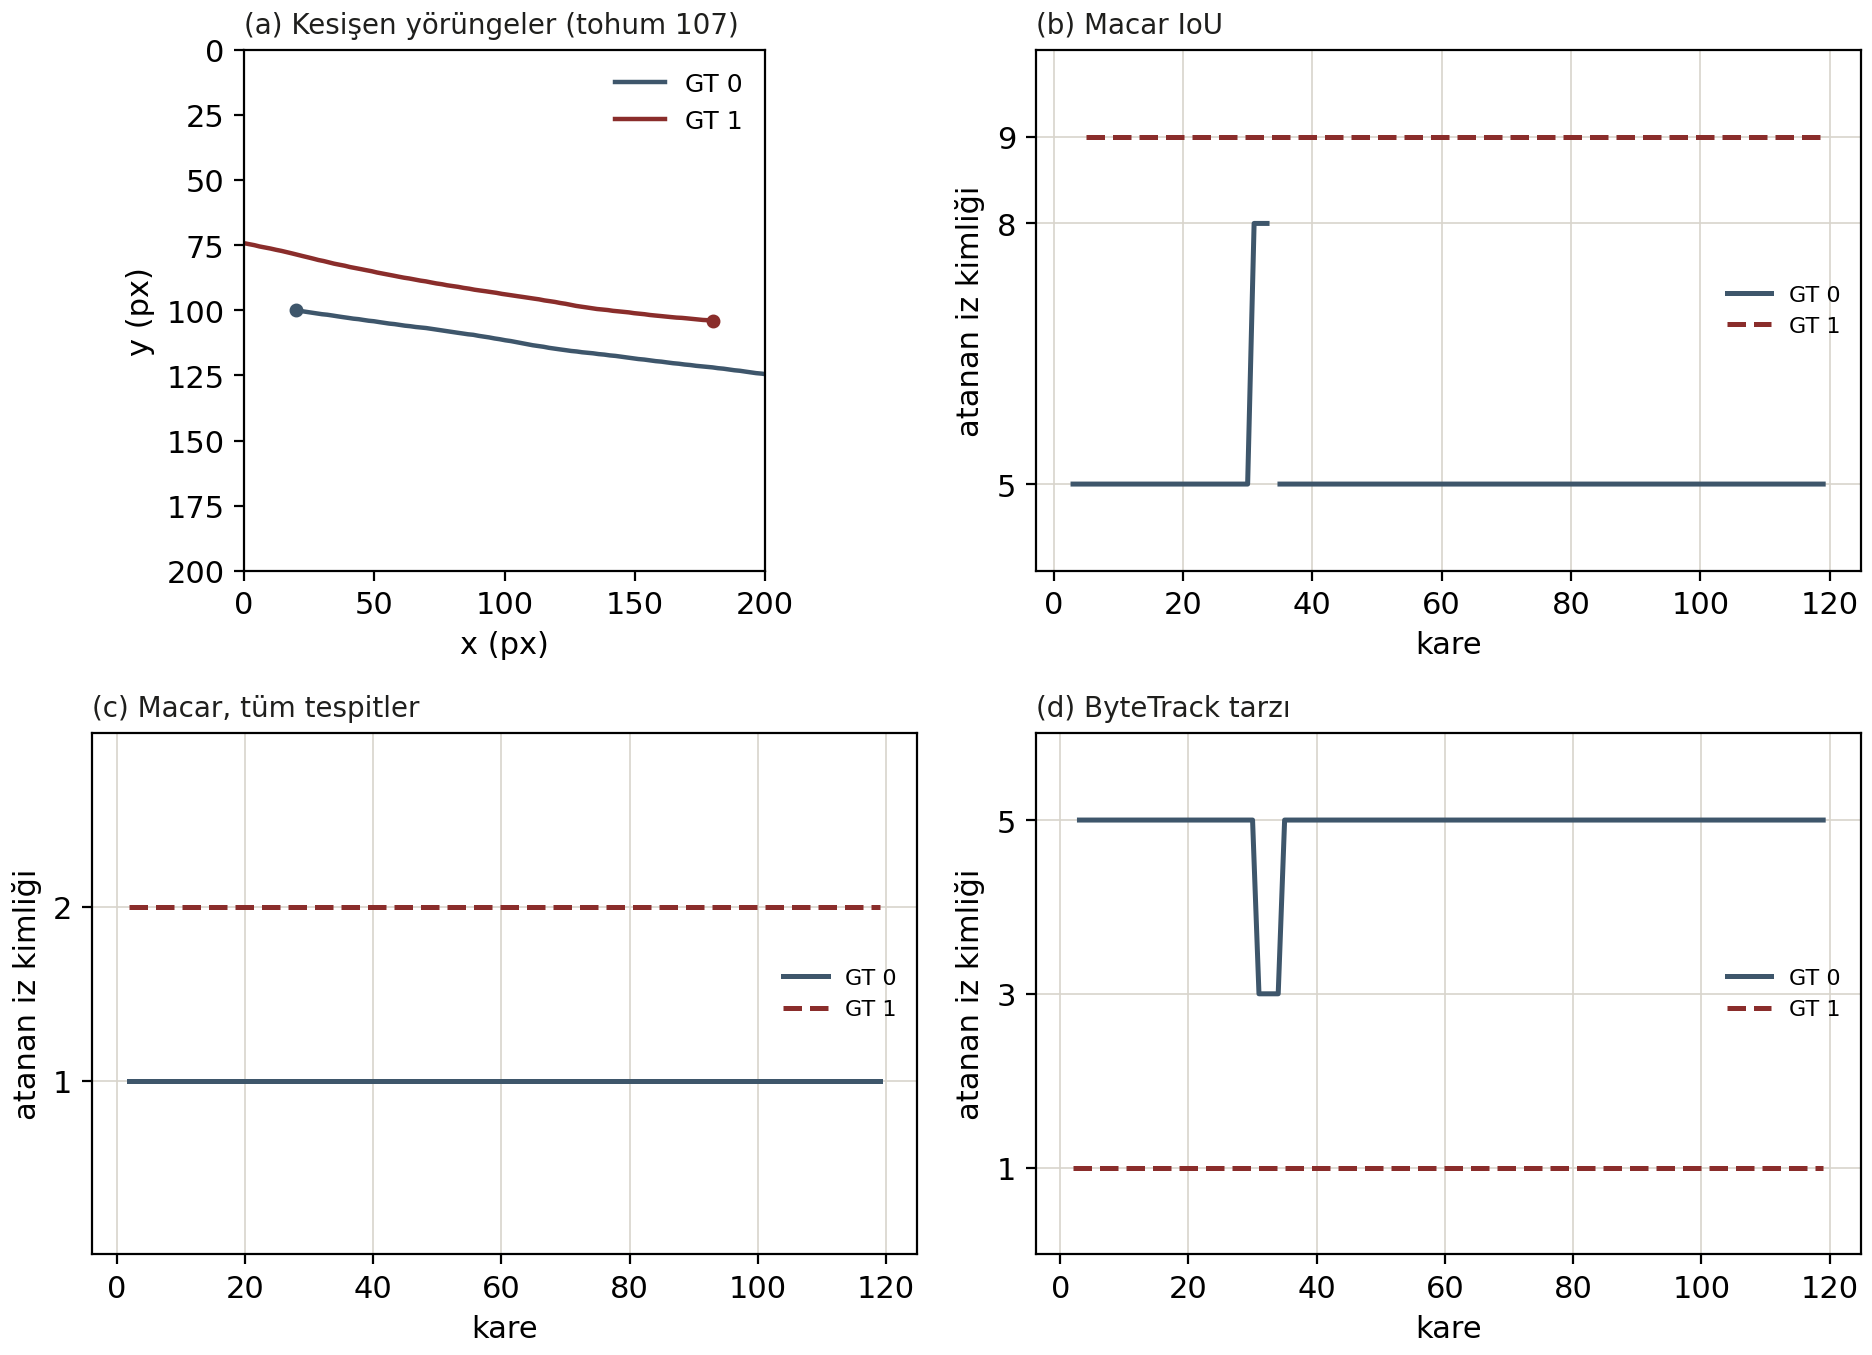 (a) Kesişen yörüngeler (tohum 107)
GT 0
GT 1
0
25
50
75
100
125
150
175
200
y (px)
0 50 100 150 200
x (px)
(b) Macar IoU
9
8
5
atanan iz kimliği
GT 0
GT 1
0 20 40 60 80 100 120
kare
(c) Macar, tüm tespitler
2
1
atanan iz kimliği
GT 0
GT 1
0 20 40 60 80 100 120
kare
(d) ByteTrack tarzı
5
3
1
atanan iz kimliği
GT 0
GT 1
0 20 40 60 80 100 120
kare